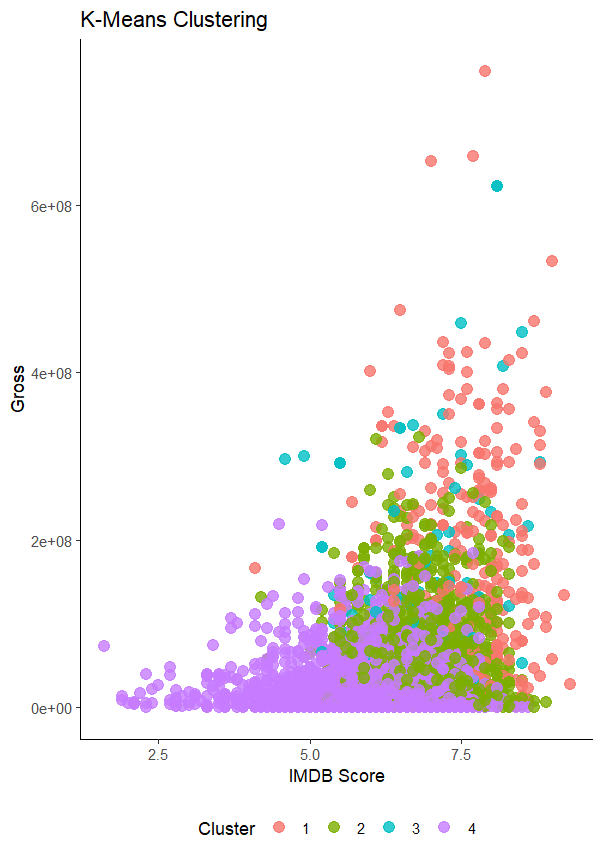 K-Means Clustering
Gross
6e+08
4e+08
2e+08
0e+00
2.5 5.0 7.5
IMDB Score
Cluster 1 2 3 4